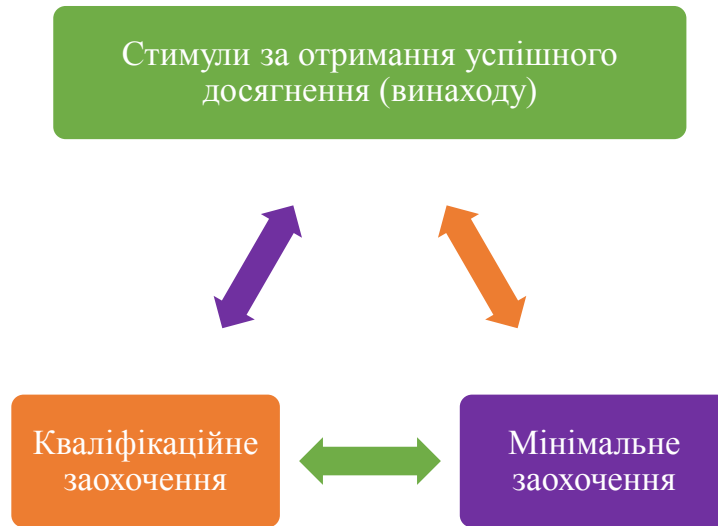 Стимули за отримання успішного
досягнення (винаходу)
Кваліфікаційне
заохочення
Мінімальне
заохочення